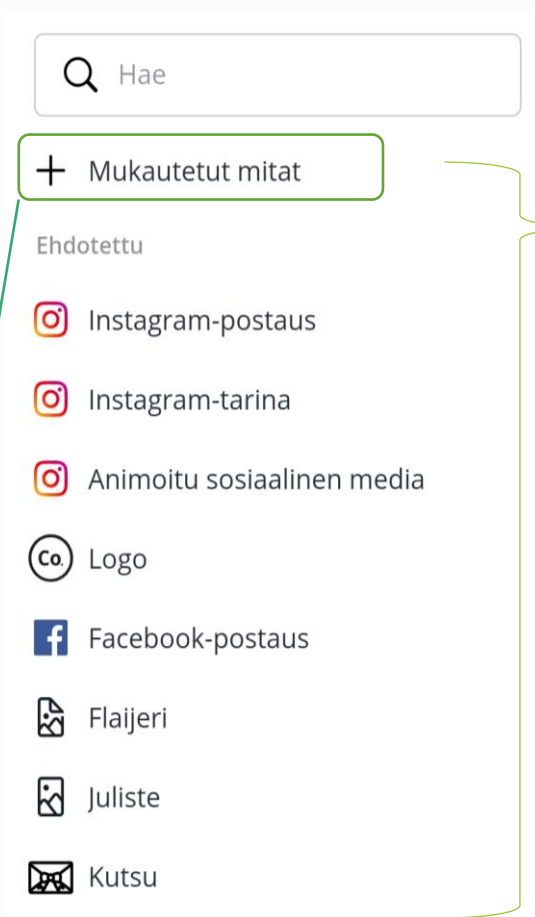 Hae
Mukautetut mitat
Ehdotettu
Instagram-postaus
Instagram-tarina
Animoitu sosiaalinen media
Co. Logo
Facebook-postaus
Flaijeri
Juliste
Kutsu